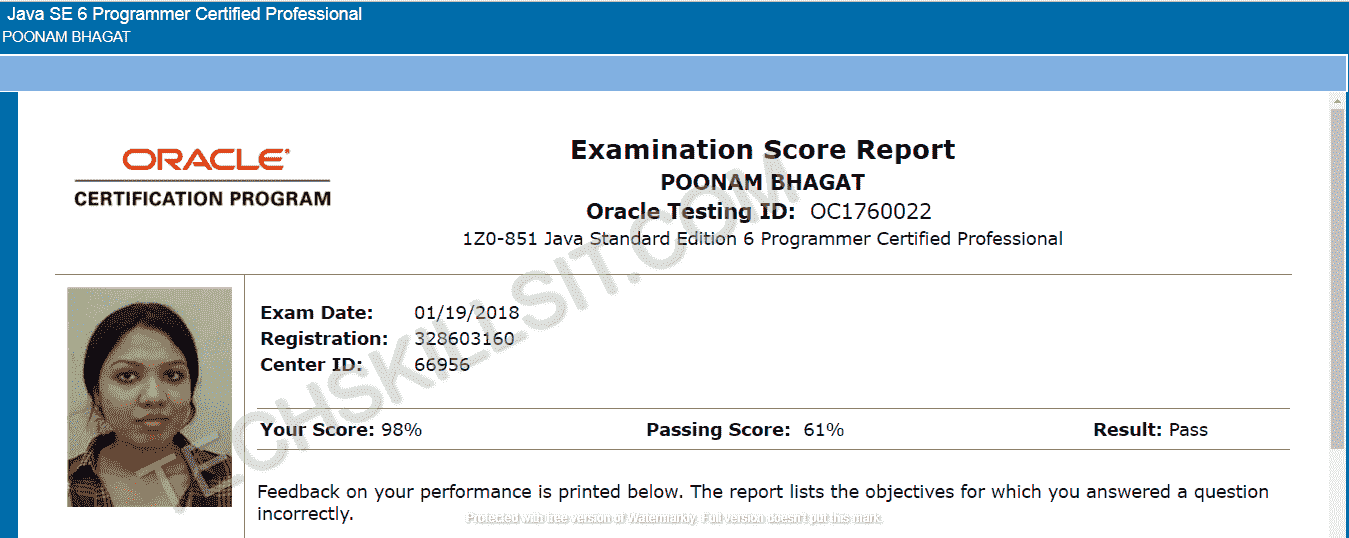 Java SE 6 Programmer Certified Professional
POONAM BHAGAT
ORACLE
CERTIFICATION PROGRAM
Examination Score Report
POONAM BHAGAT
Oracle Testing ID: OC1760022
1Z0-851 Java Standard Edition 6 Programmer Certified Professional
Exam Date: 01/19/2018
Registration: 328603160
Center ID: 66956
Your Score: 98% Passing Score: 61% Result: Pass
Feedback on your performance is printed below. The report lists the objectives for which you answered a question
incorrectly.
TECHSKILLSIT.COM
Protected with free version of Watermarkly. Full version doesn't put this mark.